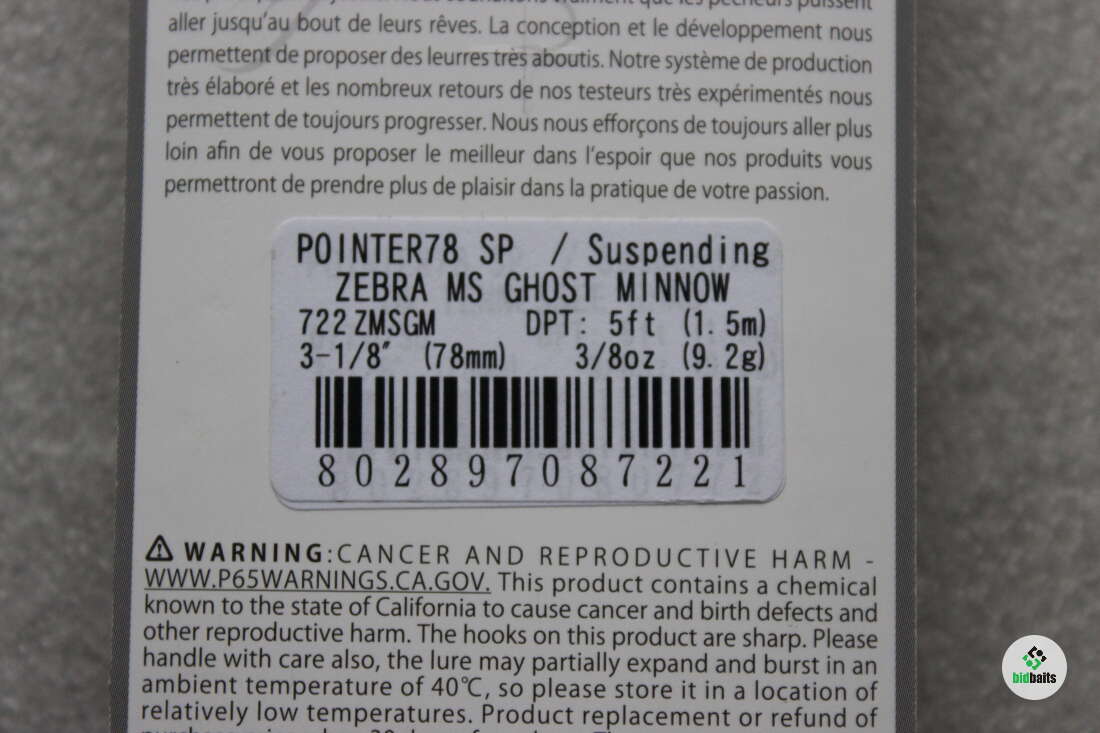 que les pêcheurs puissent
aller jusqu'au bout de leurs rêves. La conception et le développement nous
permettent de proposer des leurres très aboutis. Notre système de production
très élaboré et les nombreux retours de nos testeurs très expérimentés nous
permettent de toujours progresser. Nous nous efforçons de toujours aller plus
loin afin de vous proposer le meilleur dans l'espoir que nos produits vous
permettront de prendre plus de plaisir dans la pratique de votre passion.
POINTER78 SP / Suspending
ZEBRA MS GHOST MINNOW
722 ZMSGM DPT: 5ft (1.5m)
3-1/8" (78mm) 3/8oz (9.2g)
802897087221
WARNING:CANCER AND REPRODUCTIVE HARM -
WWW.P65WARNINGS.CA.GOV. This product contains a chemical
known to the state of California to cause cancer and birth defects and
other reproductive harm. The hooks on this product are sharp. Please
handle with care also, the lure may partially expand and burst in an
ambient temperature of 40℃, so please store it in a location of
relatively low temperatures. Product replacement or refund of
bidbaits